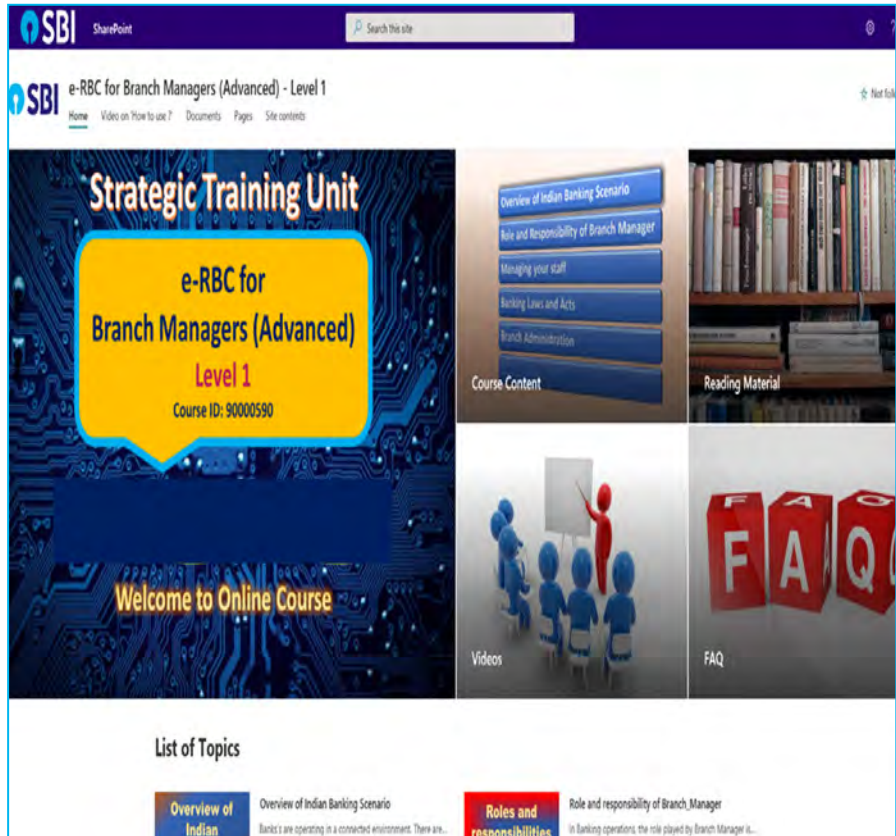 SBI SharePoint
Search this site
?
SBI
e-RBC for Branch Managers (Advanced) - Level 1
Home Video on 'How to use ?' Documents Pages Site contents
Not foll
Strategic Training Unit
e-RBC for
Branch Managers (Advanced)
Level 1
Course ID: 90000590
Welcome to Online Course
Overview of Indian Banking Scenario
Role and Responsibility of Branch Manager
Managing your staff
Banking Laws and Acts
Branch Administration
Course Content
Reading Material
Videos
F A Q
FAQ
List of Topics
Overview of
Indian
Overview of Indian Banking Scenario
Banks's are operating in a connected environment. There are...
Roles and
responsibilities
Role and responsibility of Branch_Manager
In Banking operations, the role played by Branch Manager is...